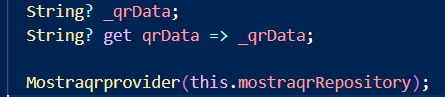 String? _qrData;
String? get qrData => _qrData;
Mostraqrprovider(this.mostraqrRepository);